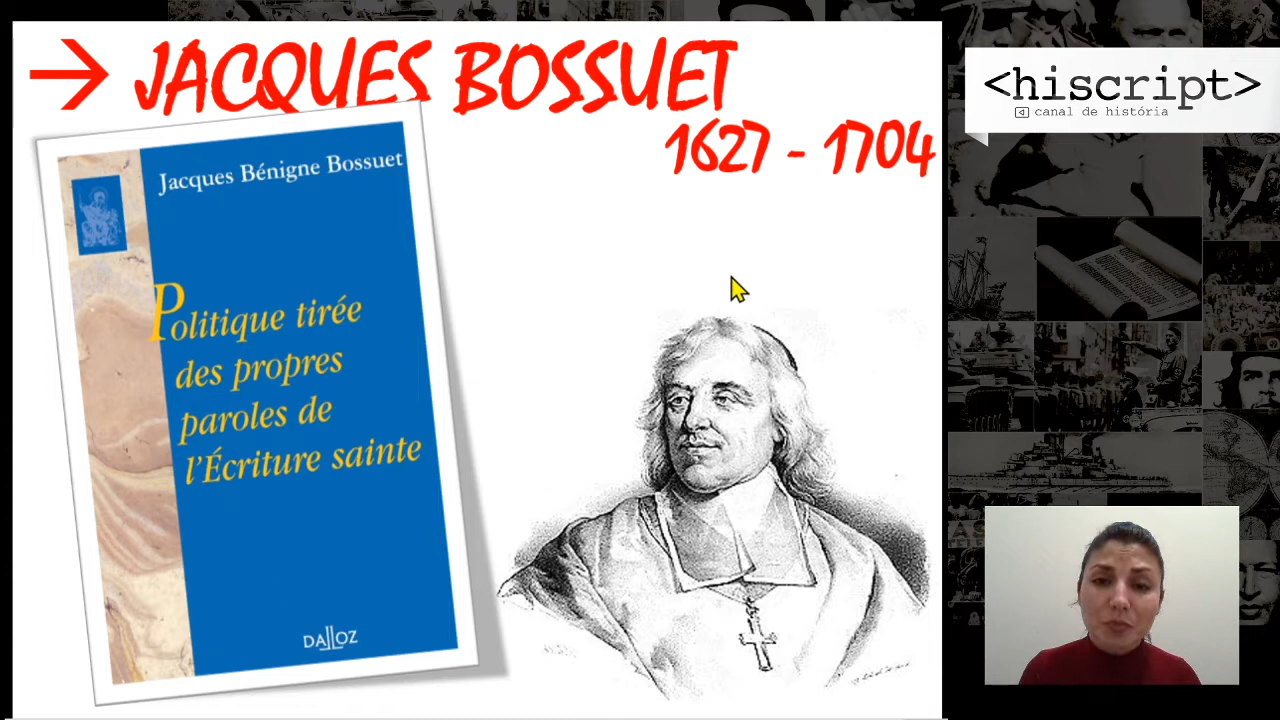 → JACQUES BOSSUET
1627 - 1704
Jacques Bénigne Bossuet
Politique tirée
des propres
paroles de
l'Écriture sainte
DALLOZ
<hiscript>
canal de história